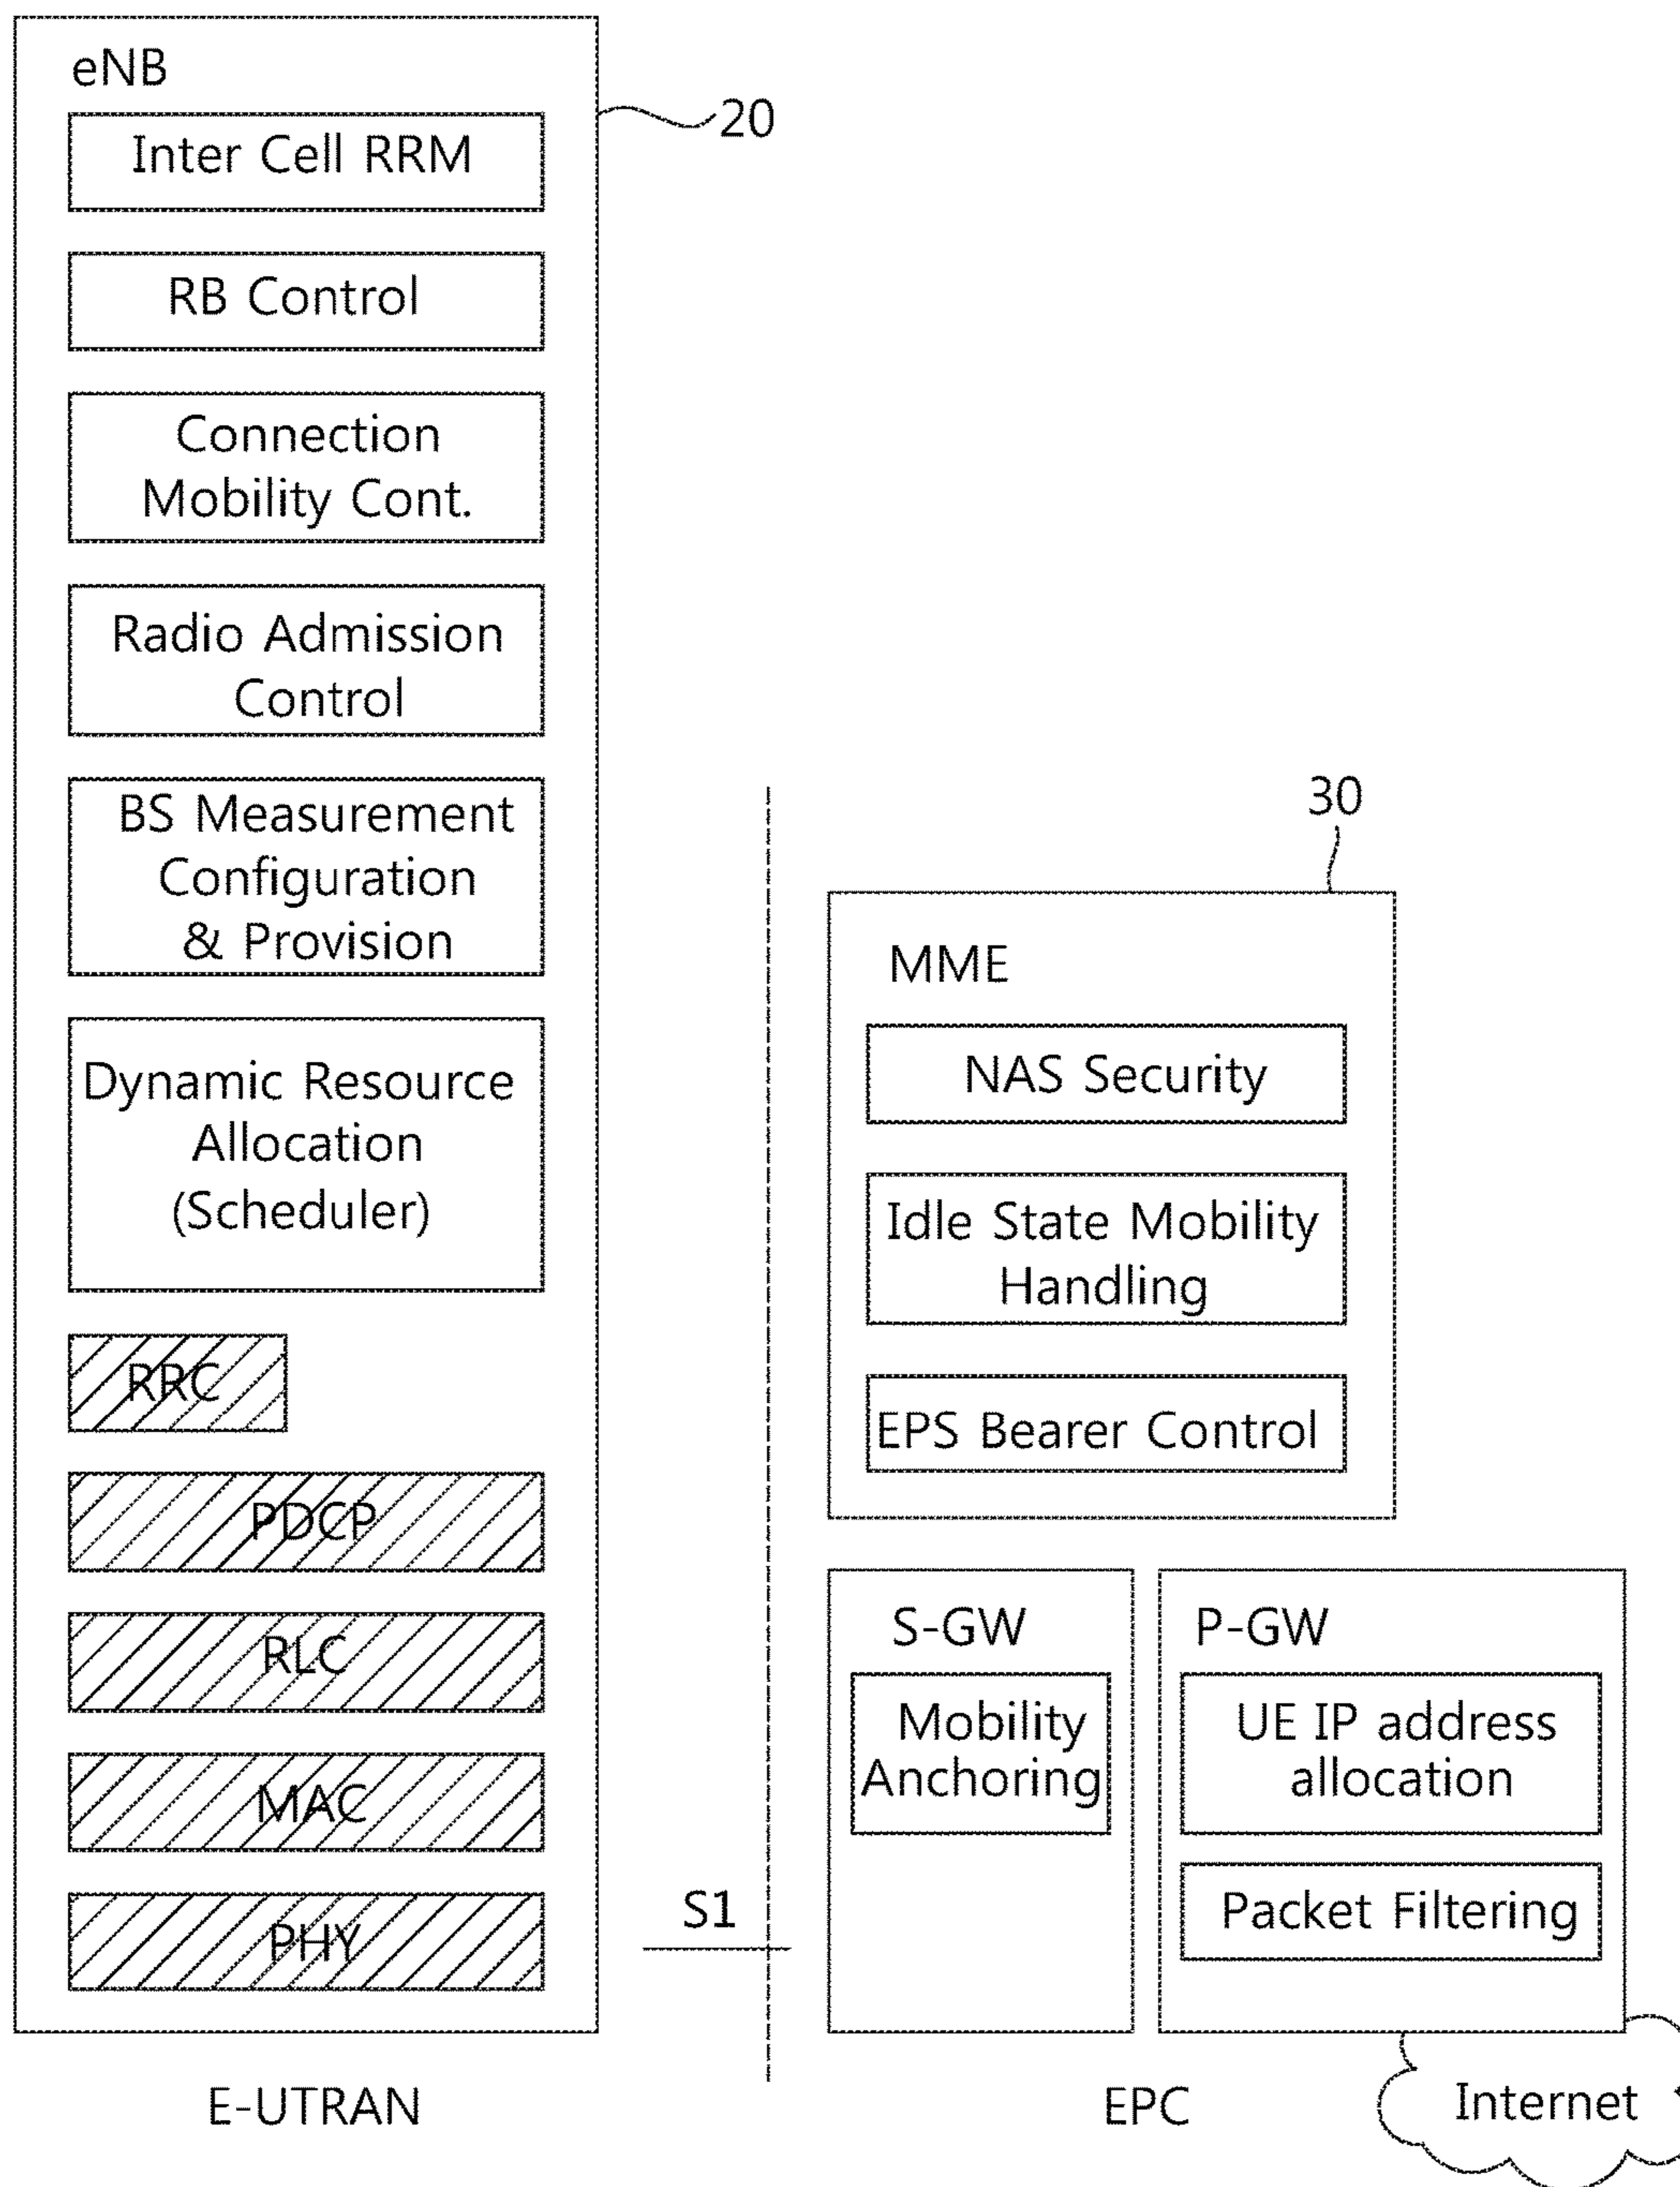 eNB
20
Inter Cell RRM
RB Control
Connection
Mobility Cont.
Radio Admission
Control
BS Measurement
Configuration
& Provision
Dynamic Resource
Allocation
(Scheduler)
RRC
PDCP
RLC
MAC
PHY
E-UTRAN
S1
30
MME
NAS Security
Idle State Mobility
Handling
EPS Bearer Control
S-GW
Mobility
Anchoring
P-GW
UE IP address
allocation
Packet Filtering
EPC
Internet